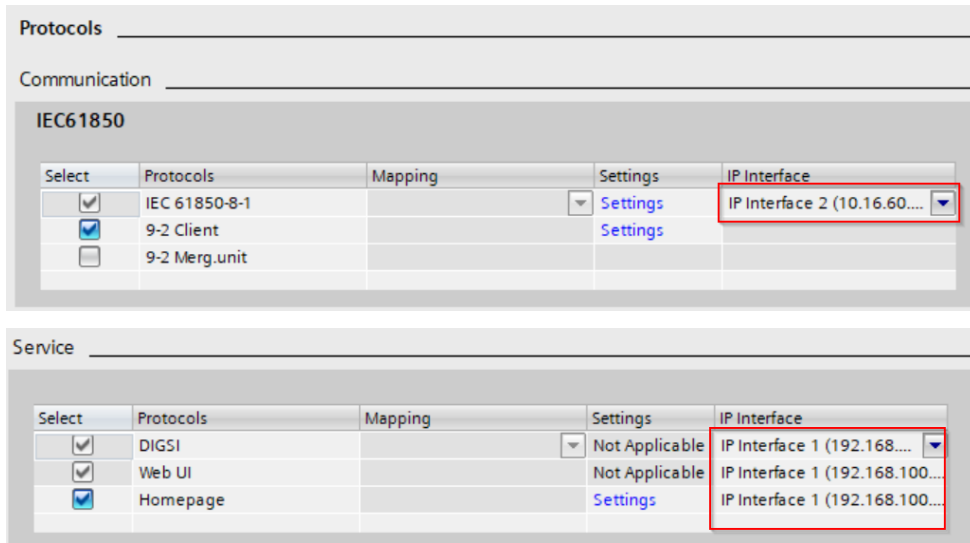 Protocols
Communication
IEC61850
Select Protocols Mapping Settings IP Interface
IEC 61850-8-1 Settings IP Interface 2 (10.16.60....
9-2 Client Settings
9-2 Merg.unit
Service
Select Protocols Mapping Settings IP Interface
DIGSI Not Applicable IP Interface 1 (192.168....
Web UI Not Applicable IP Interface 1 (192.168.100....
Homepage Settings IP Interface 1 (192.168.100....